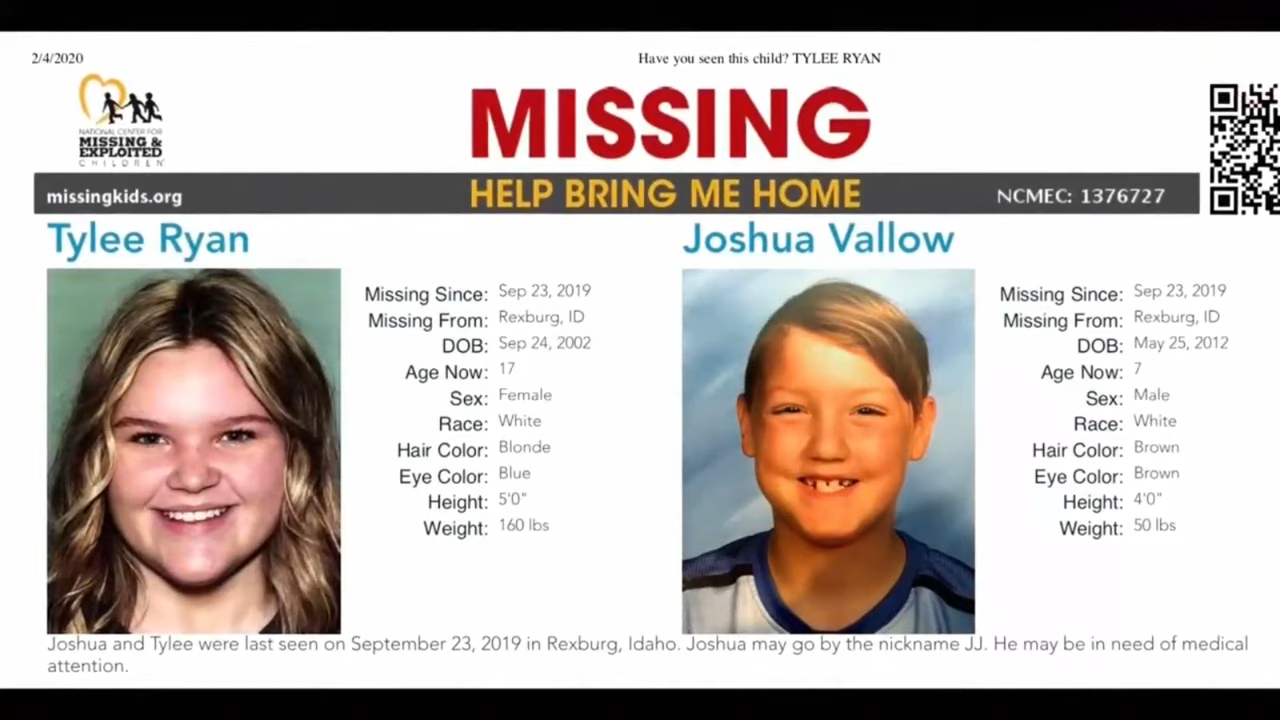 2/4/2020 Have you seen this child? TYLEE RYAN
NATIONAL CENTER FOR
MISSING &
EXPLOITED
CHILDREN
MISSING
missingkids.org HELP BRING ME HOME NCMEC: 1376727
Tylee Ryan
Missing Since: Sep 23, 2019
Missing From: Rexburg, ID
DOB: Sep 24, 2002
Age Now: 17
Sex: Female
Race: White
Hair Color: Blonde
Eye Color: Blue
Height: 5'0"
Weight: 160 lbs
Joshua Vallow
Missing Since: Sep 23, 2019
Missing From: Rexburg, ID
DOB: May 25, 2012
Age Now: 7
Sex: Male
Race: White
Hair Color: Brown
Eye Color: Brown
Height: 4'0"
Weight: 50 lbs
Joshua and Tylee were last seen on September 23, 2019 in Rexburg, Idaho. Joshua may go by the nickname JJ. He may be in need of medical
attention.